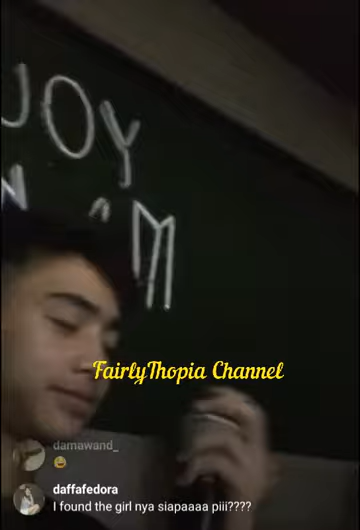 JOY
FairlyThopia Channel
damawand_
😄
daffafedora
I found the girl nya siapaaaa piii????